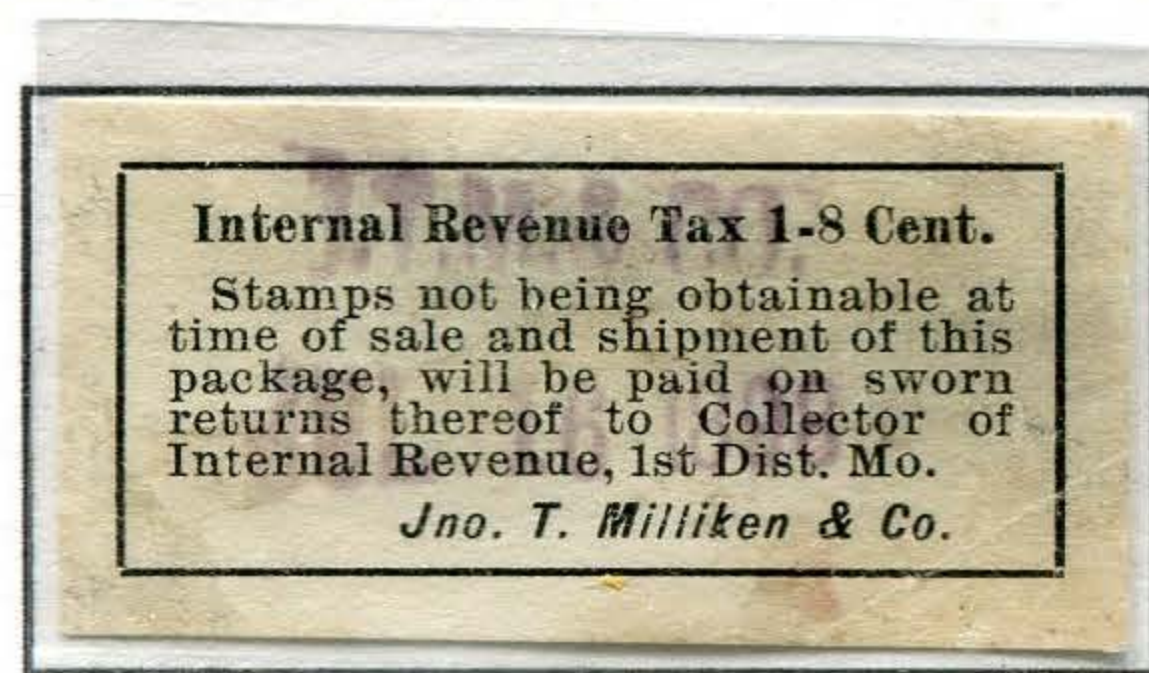 Internal Revenue Tax 1-8 Cent.
Stamps not being obtainable at
time of sale and shipment of this
package, will be paid on sworn
returns thereof to Collector of
Internal Revenue, 1st Dist. Mo.
Jno. T. Milliken & Co.